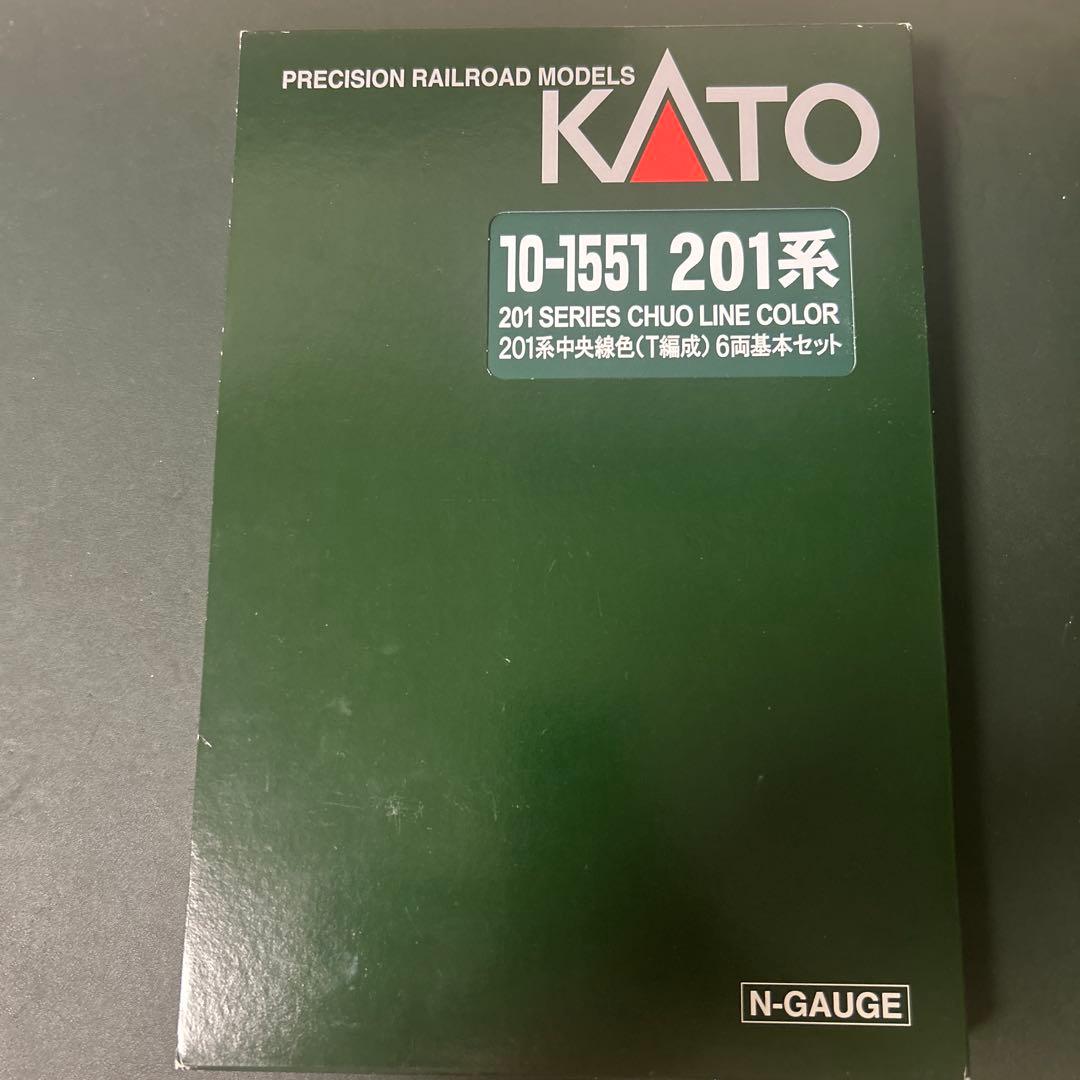 PRECISION RAILROAD MODELS
KATO
10-1551 201系
201 SERIES CHUO LINE COLOR
201系中央線色(T編成) 6両基本セット
N-GAUGE